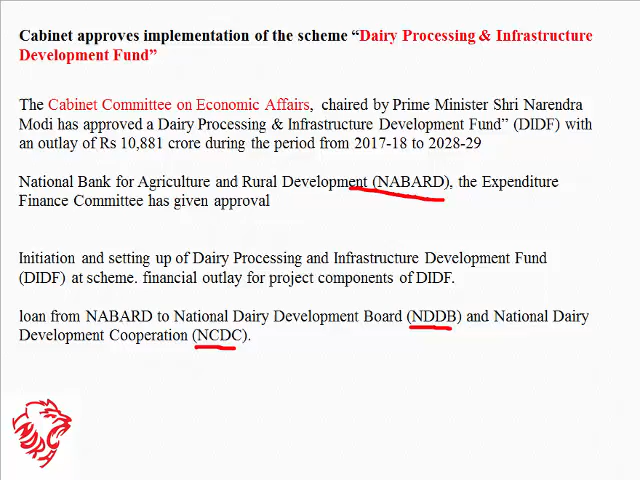 Cabinet approves implementation of the scheme “Dairy Processing & Infrastructure
Development Fund”
The Cabinet Committee on Economic Affairs, chaired by Prime Minister Shri Narendra
Modi has approved a Dairy Processing & Infrastructure Development Fund” (DIDF) with
an outlay of Rs 10,881 crore during the period from 2017-18 to 2028-29
National Bank for Agriculture and Rural Development (NABARD), the Expenditure
Finance Committee has given approval
Initiation and setting up of Dairy Processing and Infrastructure Development Fund
(DIDF) at scheme. financial outlay for project components of DIDF.
loan from NABARD to National Dairy Development Board (NDDB) and National Dairy
Development Cooperation (NCDC).